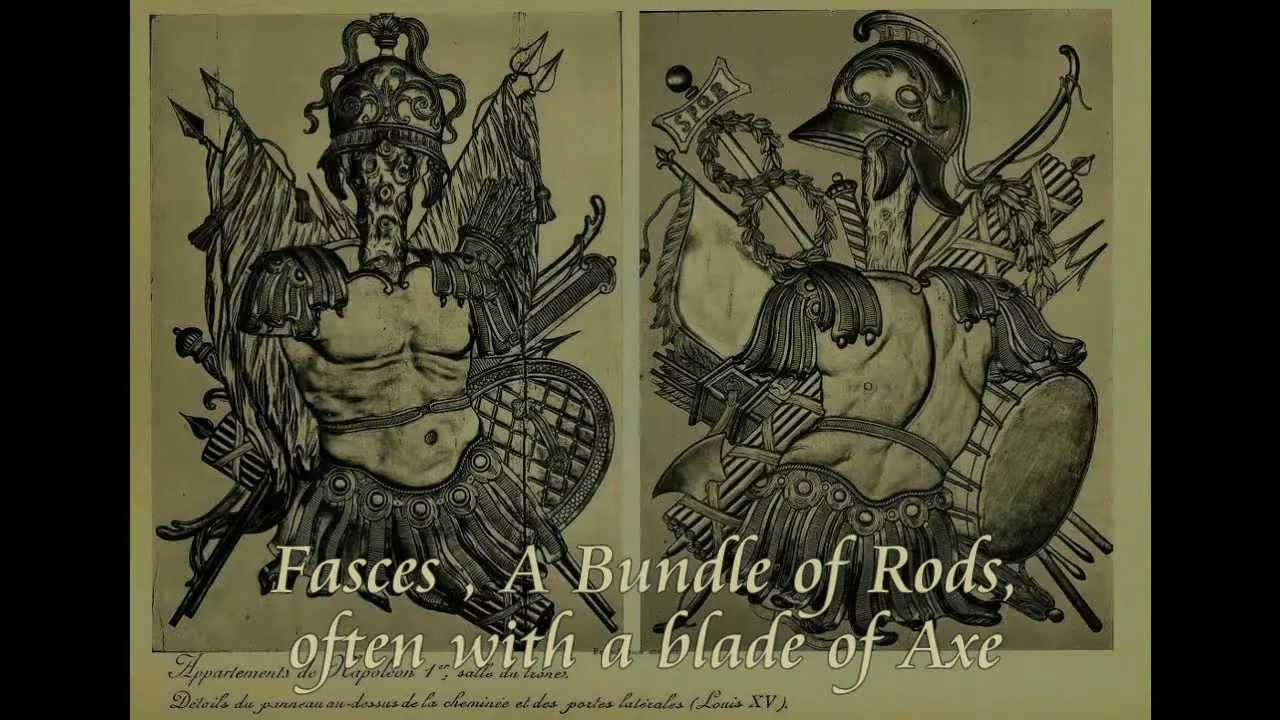 SPQR
Fasces , A Bundle of Rods,
often with a blade of Axe
Appartements de Napoléon 1er, salle du trône.
Détails du panneau au-dessus de la cheminée et des portes latérales (Louis XV).